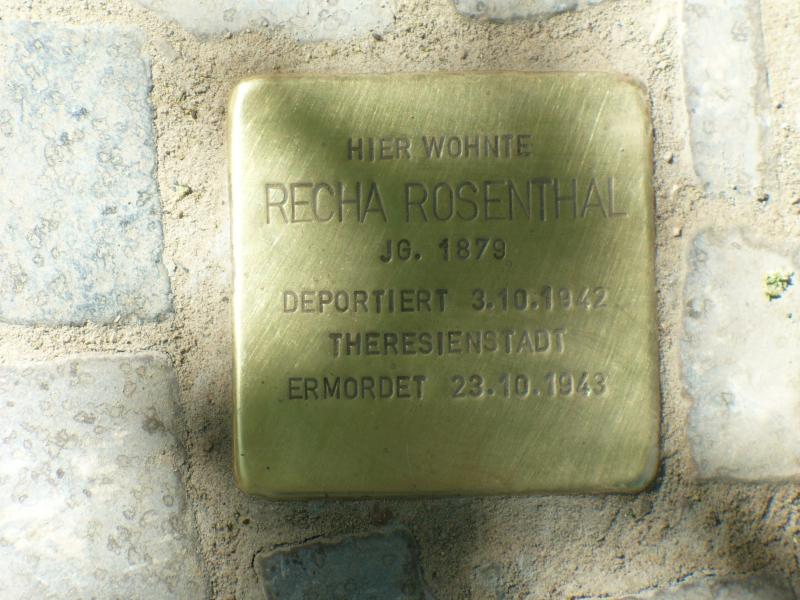 HIER WOHNTE
RECHA ROSENTHAL
JG. 1879
DEPORTIERT 3.10.1942
THERESIENSTADT
ERMORDET 23.10.1943